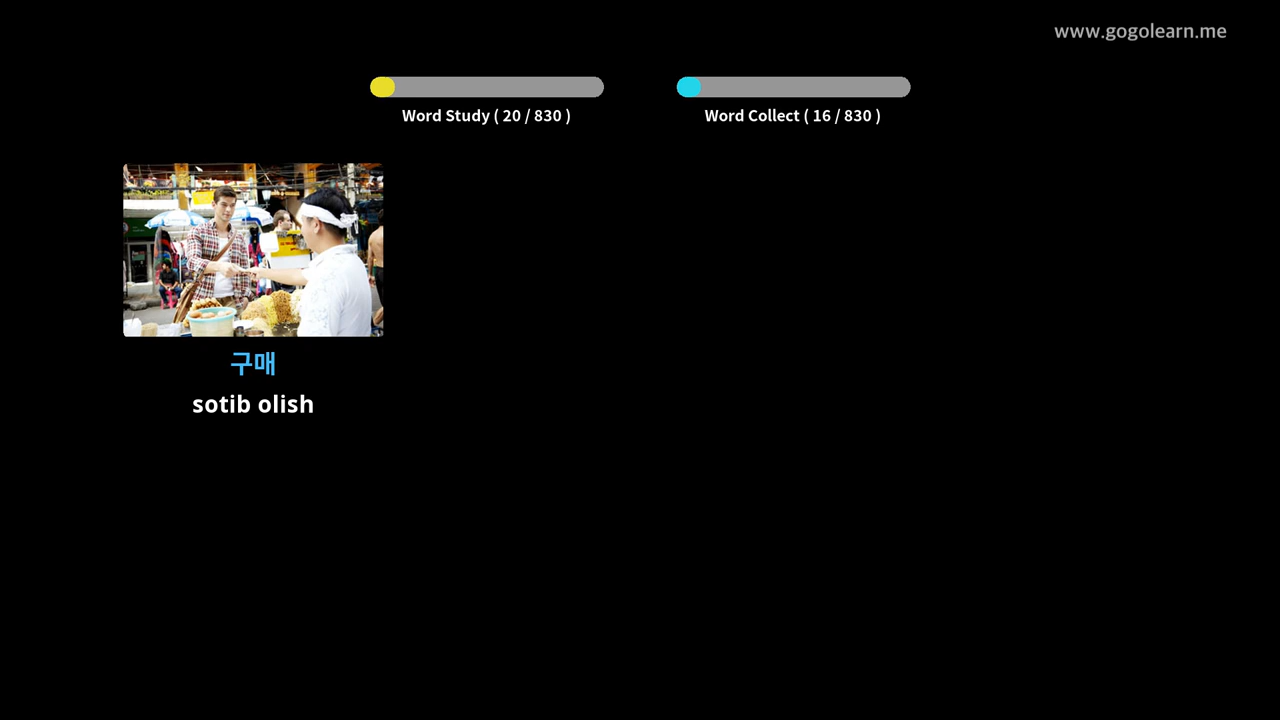 www.gogolearn.me
Word Study ( 20 / 830 )
Word Collect ( 16 / 830 )
구매
sotib olish